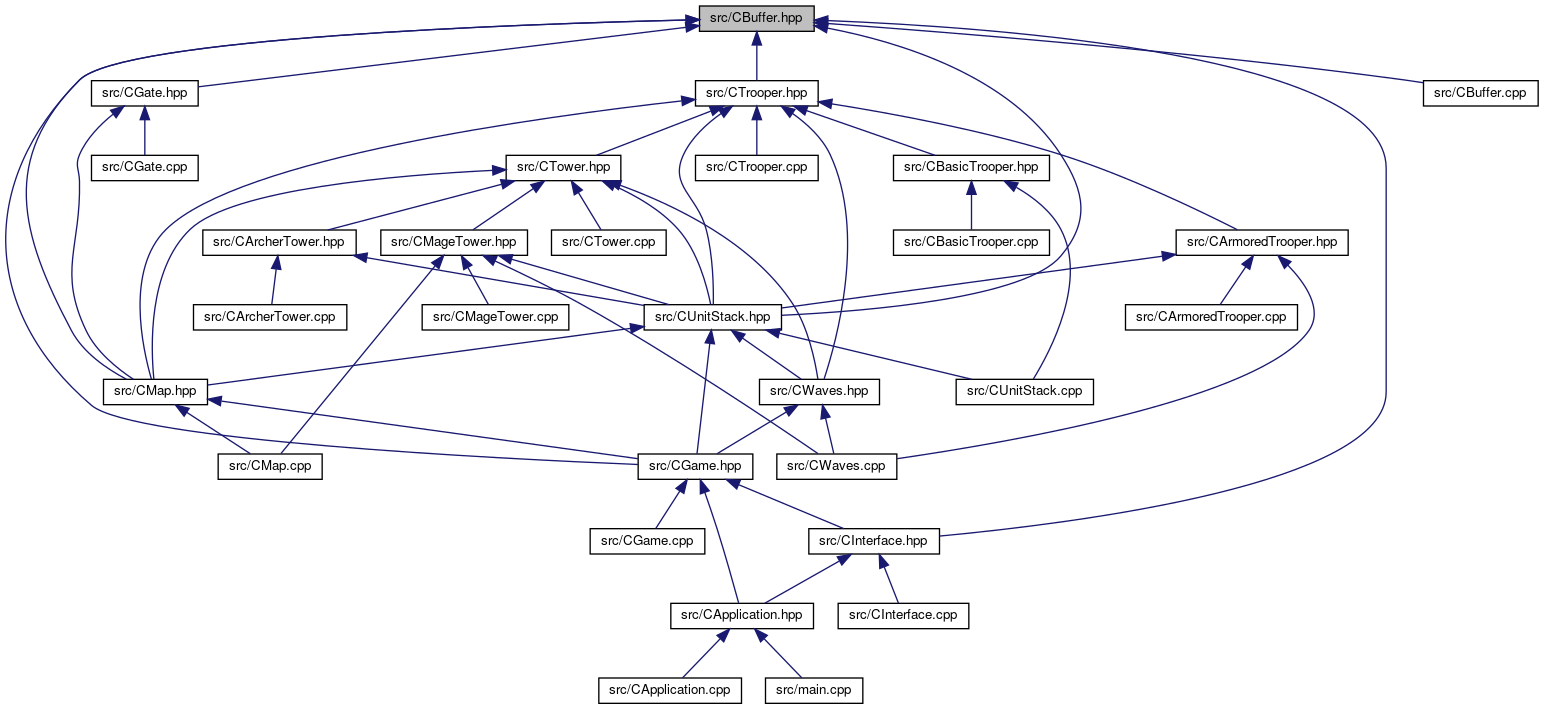 src/CBuffer.hpp
src/CGate.hpp
src/CTrooper.hpp
src/CBuffer.cpp
src/CGate.cpp
src/CTower.hpp
src/CTrooper.cpp
src/CBasicTrooper.hpp
src/CArcherTower.hpp
src/CMageTower.hpp
src/CTower.cpp
src/CBasicTrooper.cpp
src/CArmoredTrooper.hpp
src/CArcherTower.cpp
src/CMageTower.cpp
src/CUnitStack.hpp
src/CArmoredTrooper.cpp
src/CMap.hpp
src/CWaves.hpp
src/CUnitStack.cpp
src/CMap.cpp
src/CGame.hpp
src/CWaves.cpp
src/CGame.cpp
src/CInterface.hpp
src/CApplication.hpp
src/CInterface.cpp
src/CApplication.cpp
src/main.cpp